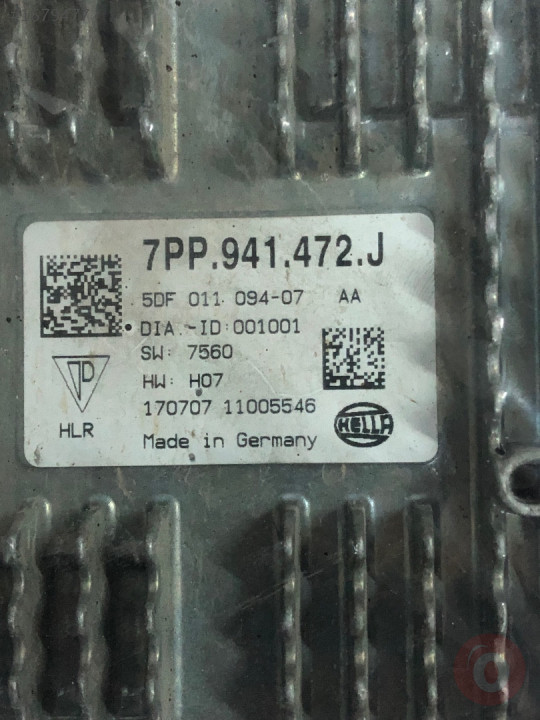 7PP.941.472.J
5DF 011 094-07 AA
DIA.-ID:001001
SW: 7560
HW: H07
170707 11005546
HLR
Made in Germany
HELLA